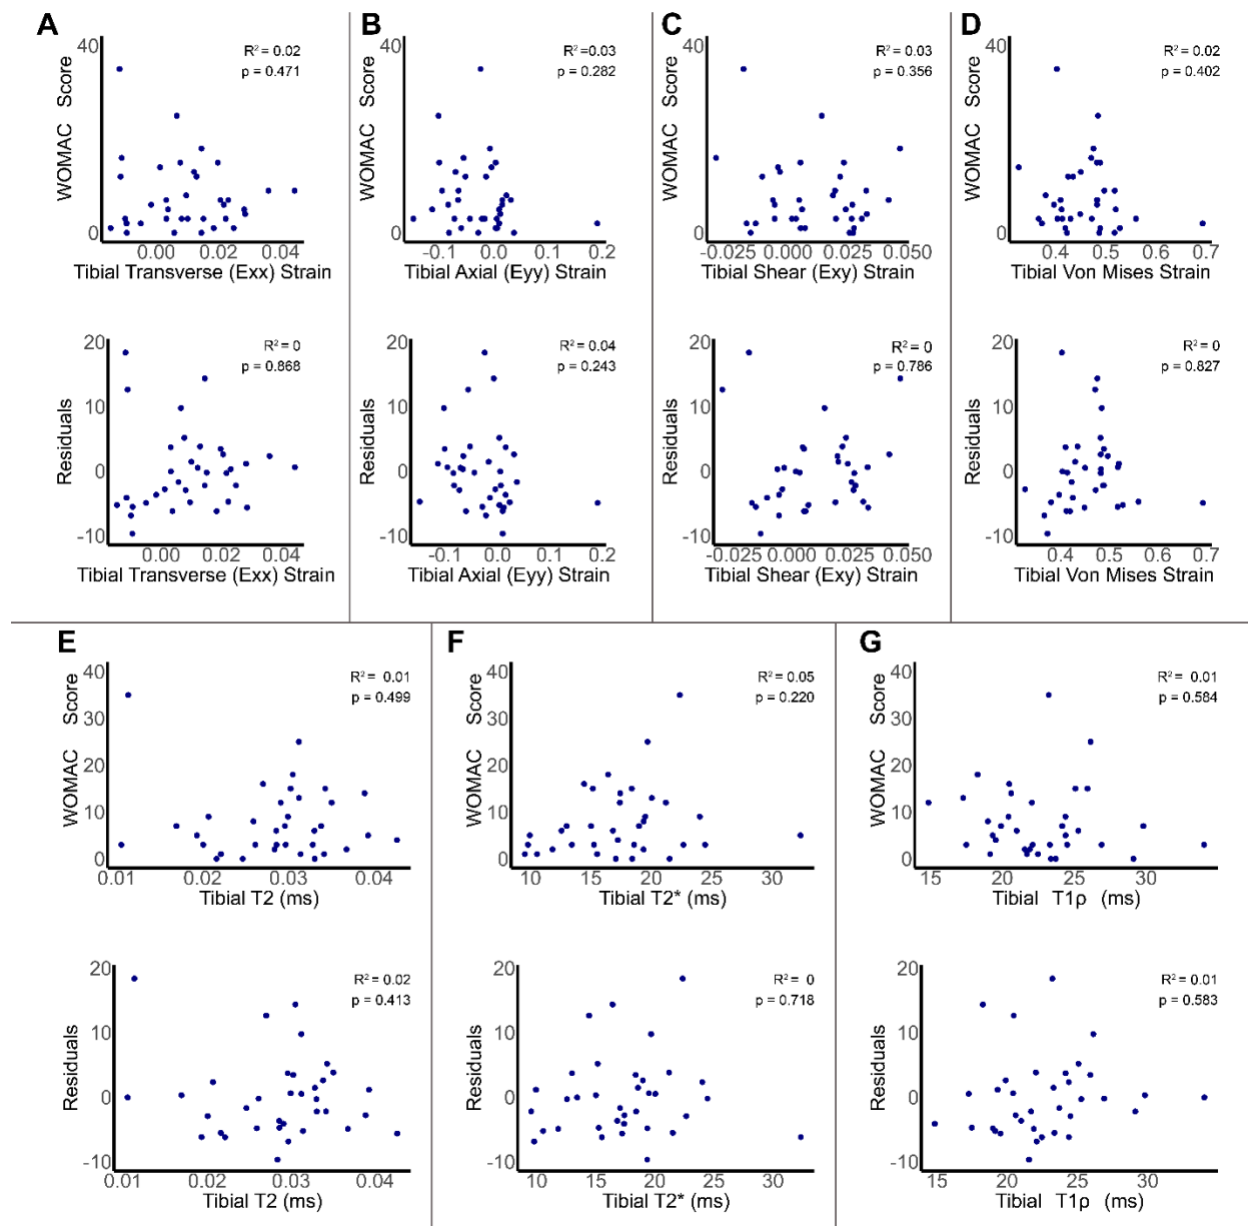 A
WOMAC Score
40
0
R² = 0.02
p = 0.471
0.00 0.02 0.04
Tibial Transverse (Exx) Strain
B
40
0
R² =0.03
p = 0.282
-0.1 0.0 0.1 0.2
Tibial Axial (Eyy) Strain
C
WOMAC Score
40
0
R² = 0.03
p = 0.356
-0.025 0.000 0.025 0.050
Tibial Shear (Exy) Strain
D
WOMAC Score
40
0
R² = 0.02
p = 0.402
0.4 0.5 0.6 0.7
Tibial Von Mises Strain
Residuals
20
10
0
-10
R² = 0
p = 0.868
0.00 0.02 0.04
Tibial Transverse (Exx) Strain
Residuals
20
10
0
-10
R² = 0.04
p = 0.243
-0.1 0.0 0.1 0.2
Tibial Axial (Eyy) Strain
Residuals
20
10
0
-10
R² = 0
p = 0.786
-0.025 0.000 0.025 0.050
Tibial Shear (Exy) Strain
Residuals
20
10
0
-10
R² = 0
p = 0.827
0.4 0.5 0.6 0.7
Tibial Von Mises Strain
E
WOMAC Score
40
30
20
10
0
R² = 0.01
p = 0.499
0.01 0.02 0.03 0.04
Tibial T2 (ms)
F
WOMAC Score
40
30
20
10
0
R² = 0.05
p = 0.220
10 15 20 25 30
Tibial T2* (ms)
G
WOMAC Score
40
30
20
10
0
R² = 0.01
p = 0.584
15 20 25 30
Tibial T1ρ (ms)
Residuals
20
10
0
-10
R² = 0.02
p = 0.413
0.01 0.02 0.03 0.04
Tibial T2 (ms)
Residuals
20
10
0
-10
R² = 0
p = 0.718
10 15 20 25 30
Tibial T2* (ms)
Residuals
20
10
0
-10
R² = 0.01
p = 0.583
15 20 25 30
Tibial T1ρ (ms)